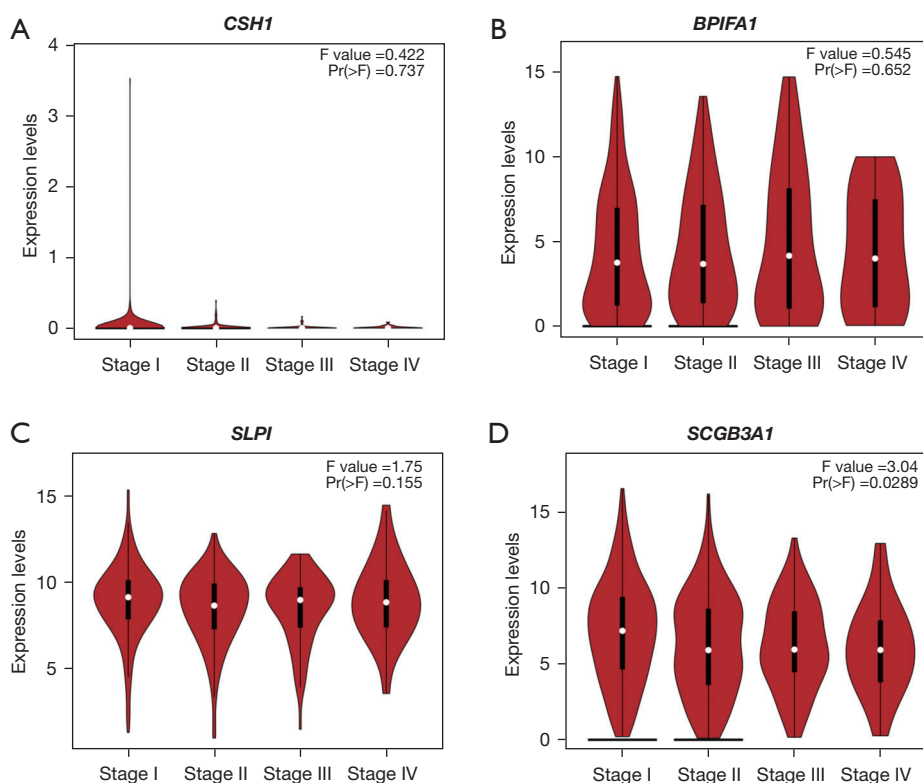 A
CSH1
F value =0.422
Pr(>F) =0.737
Expression levels
4
3
2
1
0
Stage I Stage II Stage III Stage IV
B
BPIFA1
F value =0.545
Pr(>F) =0.652
Expression levels
15
10
5
0
Stage I Stage II Stage III Stage IV
C
SLPI
F value =1.75
Pr(>F) =0.155
Expression levels
15
10
5
Stage I Stage II Stage III Stage IV
D
SCGB3A1
F value =3.04
Pr(>F) =0.0289
Expression levels
15
10
5
0
Stage I Stage II Stage III Stage IV